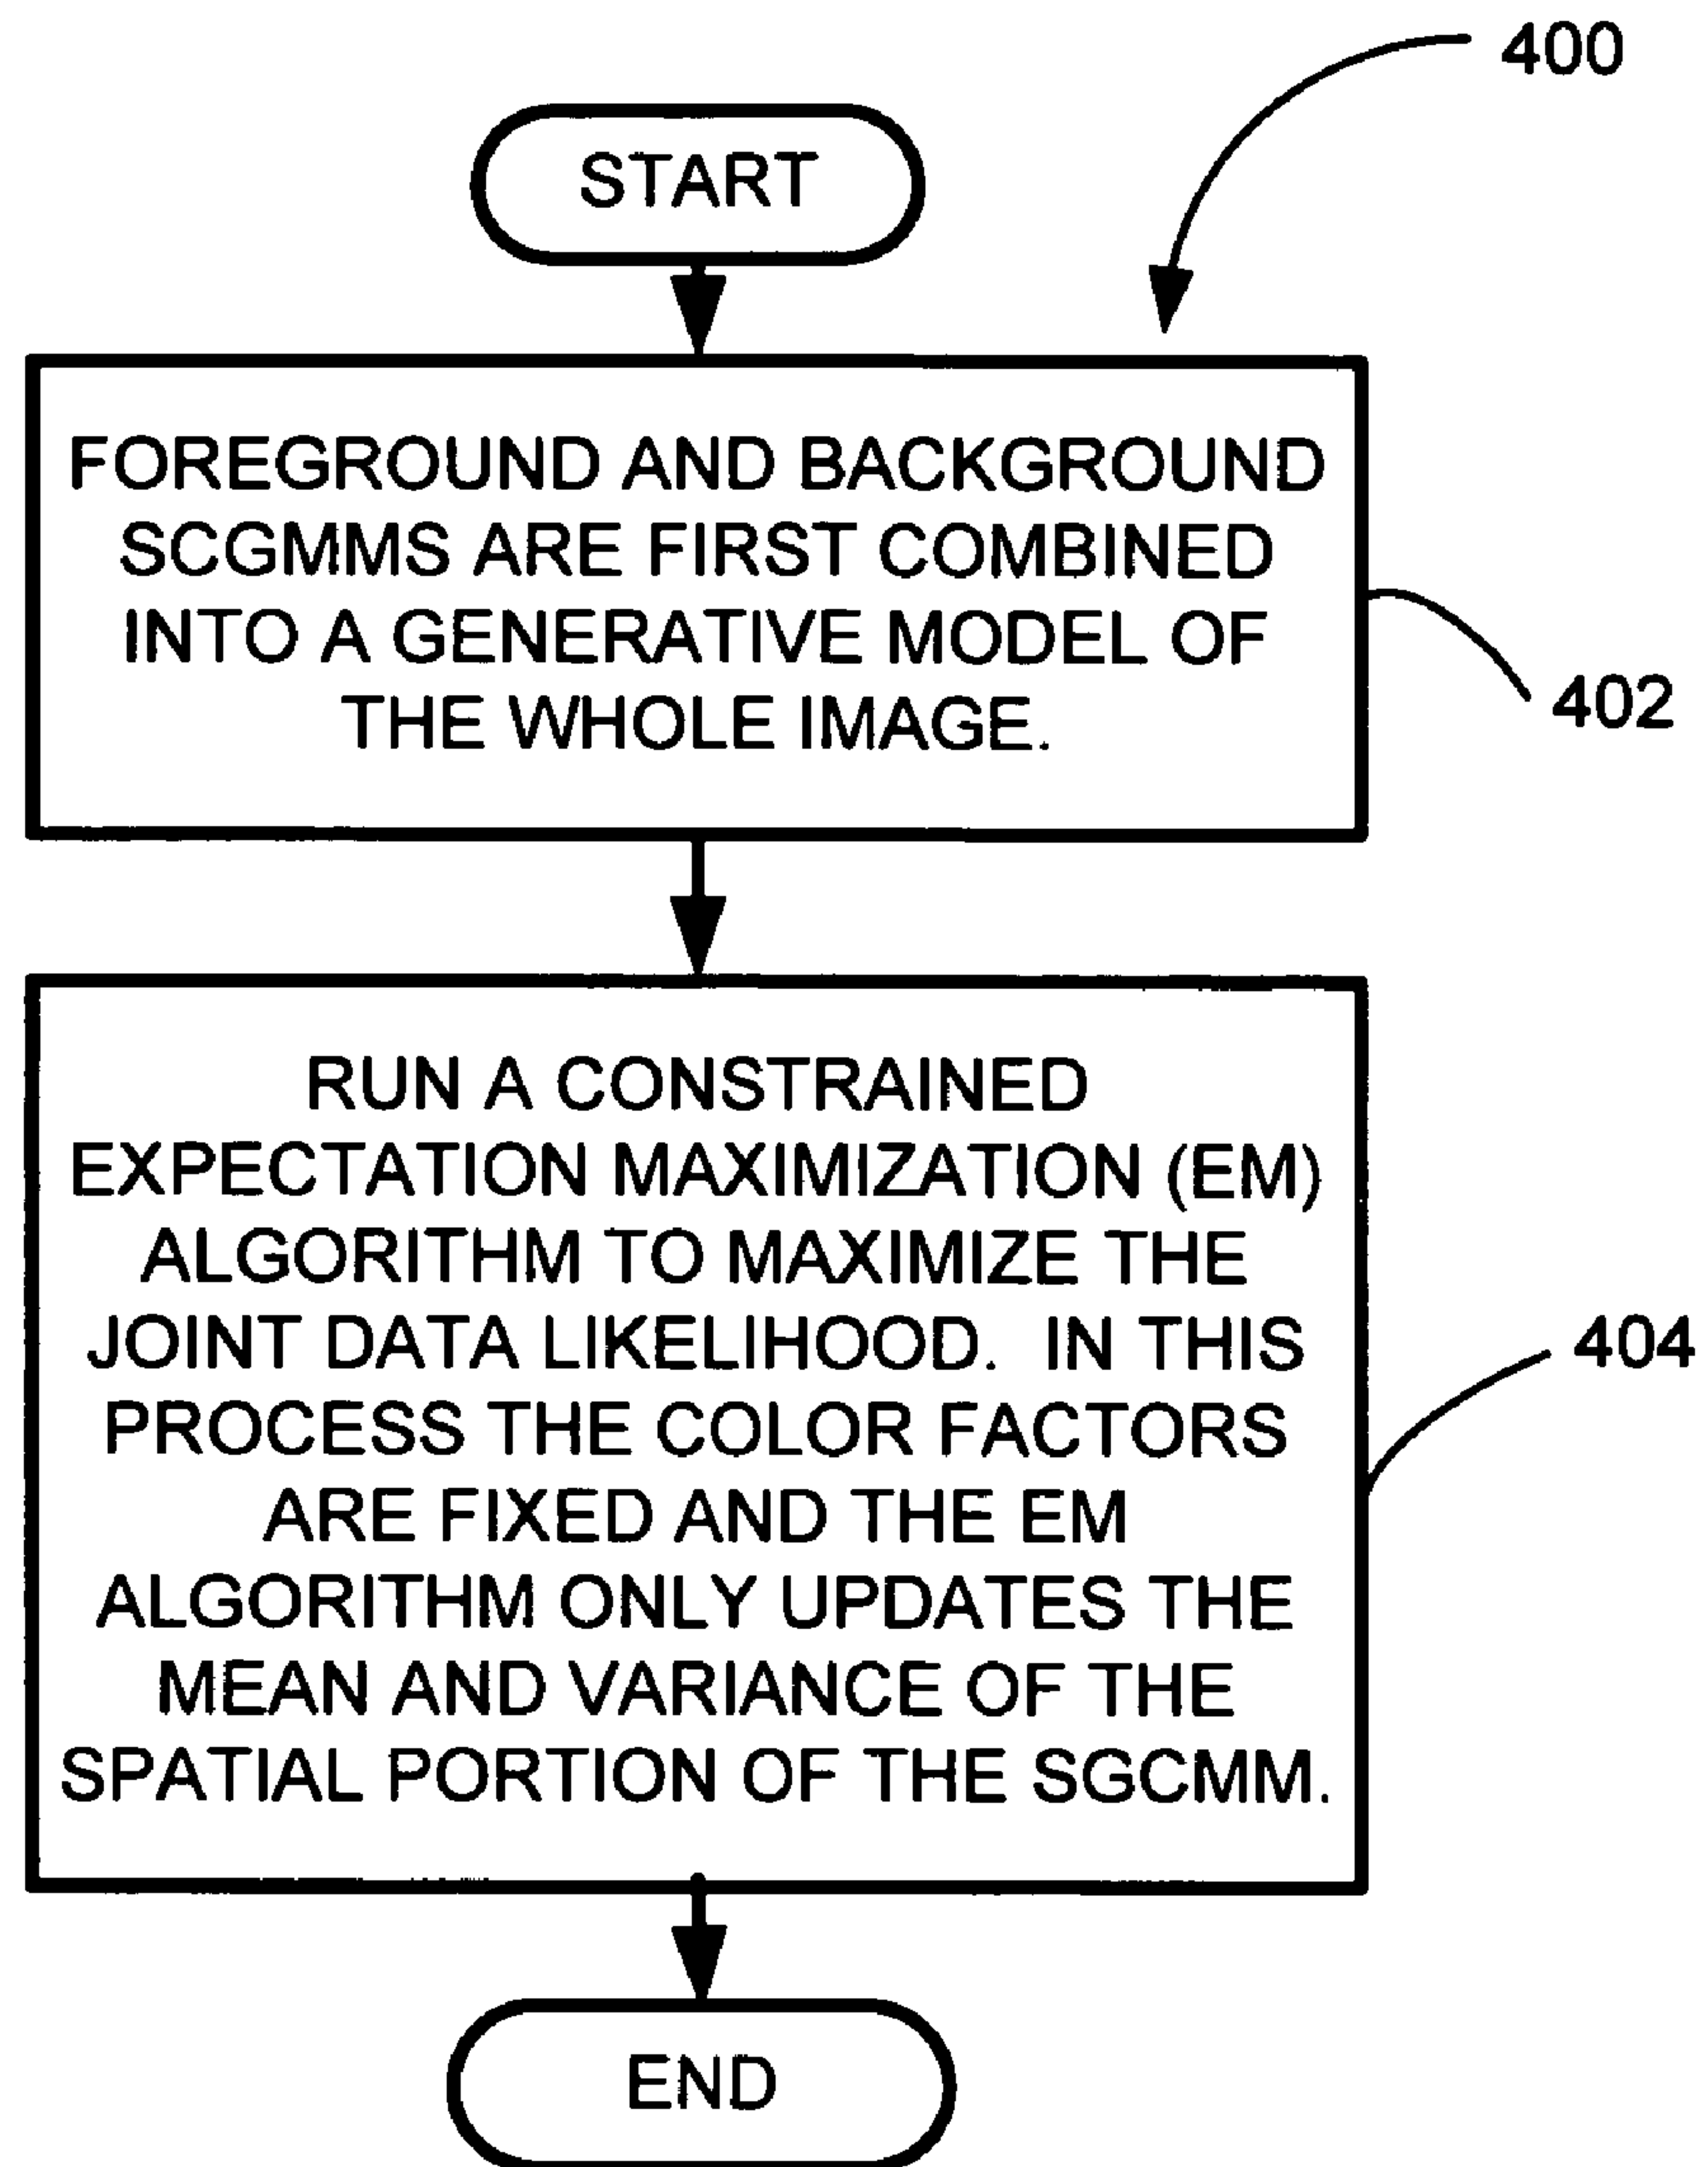 400
START
FOREGROUND AND BACKGROUND
SCGMMS ARE FIRST COMBINED
INTO A GENERATIVE MODEL OF
THE WHOLE IMAGE.
402
RUN A CONSTRAINED
EXPECTATION MAXIMIZATION (EM)
ALGORITHM TO MAXIMIZE THE
JOINT DATA LIKELIHOOD. IN THIS
PROCESS THE COLOR FACTORS
ARE FIXED AND THE EM
ALGORITHM ONLY UPDATES THE
MEAN AND VARIANCE OF THE
SPATIAL PORTION OF THE SGCMM.
404
END